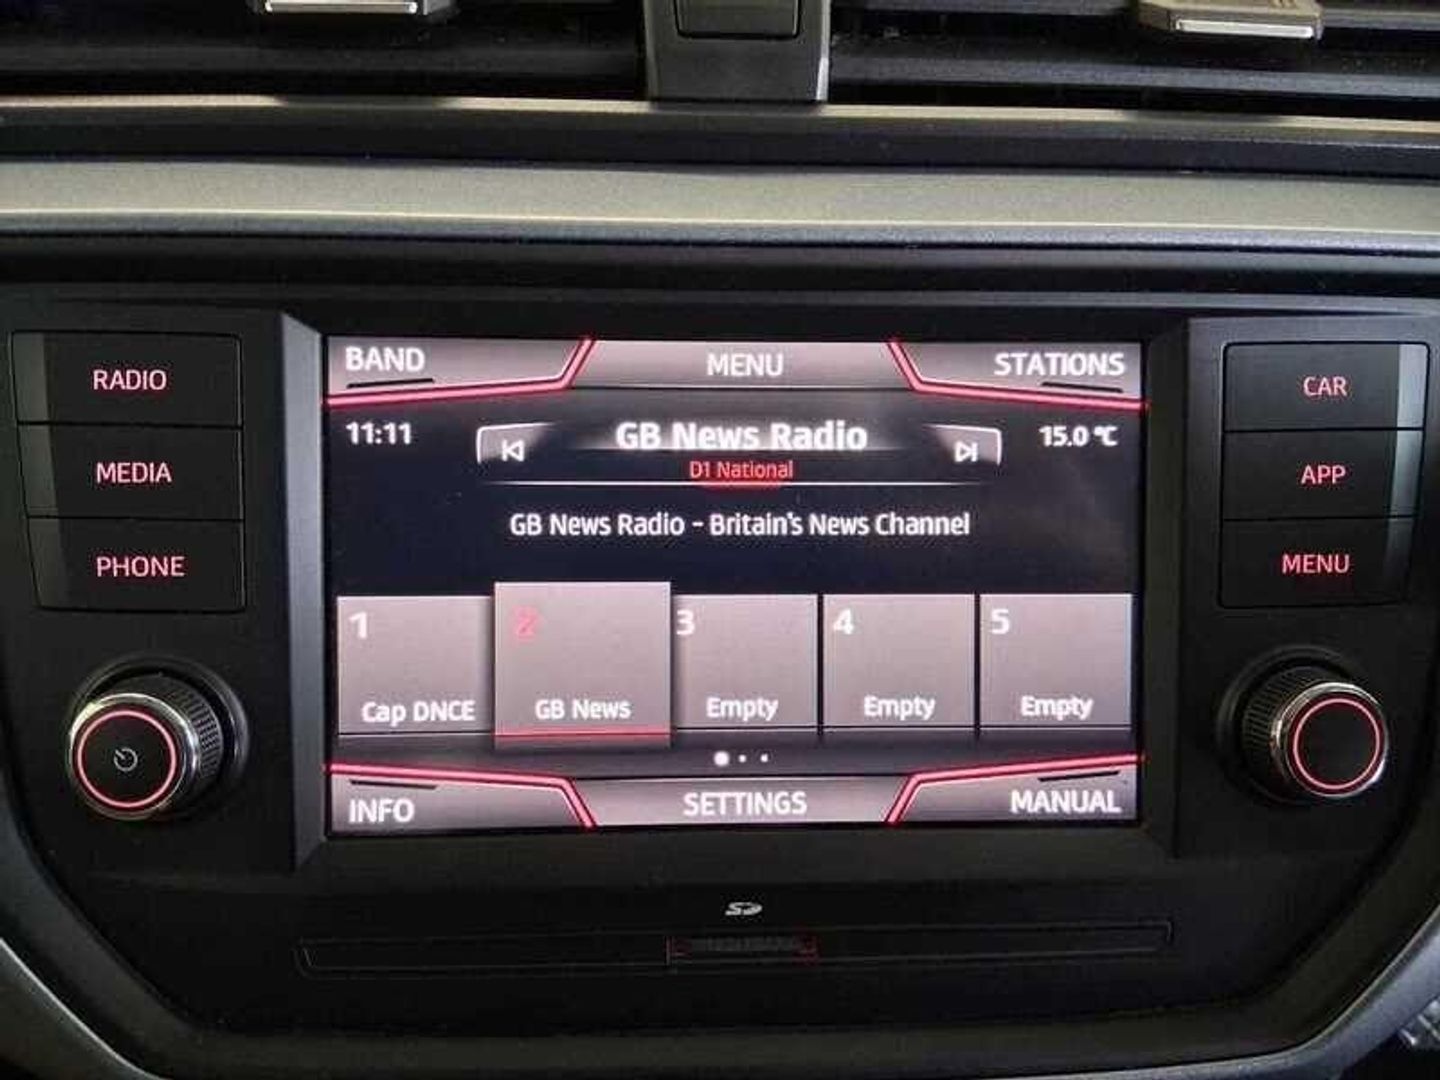 BAND MENU STATIONS
RADIO
CAR
11:11 GB News Radio 15.0 °C
D1 National
MEDIA
APP
GB News Radio - Britain's News Channel
PHONE
MENU
1 2 3 4 5
Cap DNCE GB News Empty Empty Empty
INFO SETTINGS MANUAL
SD